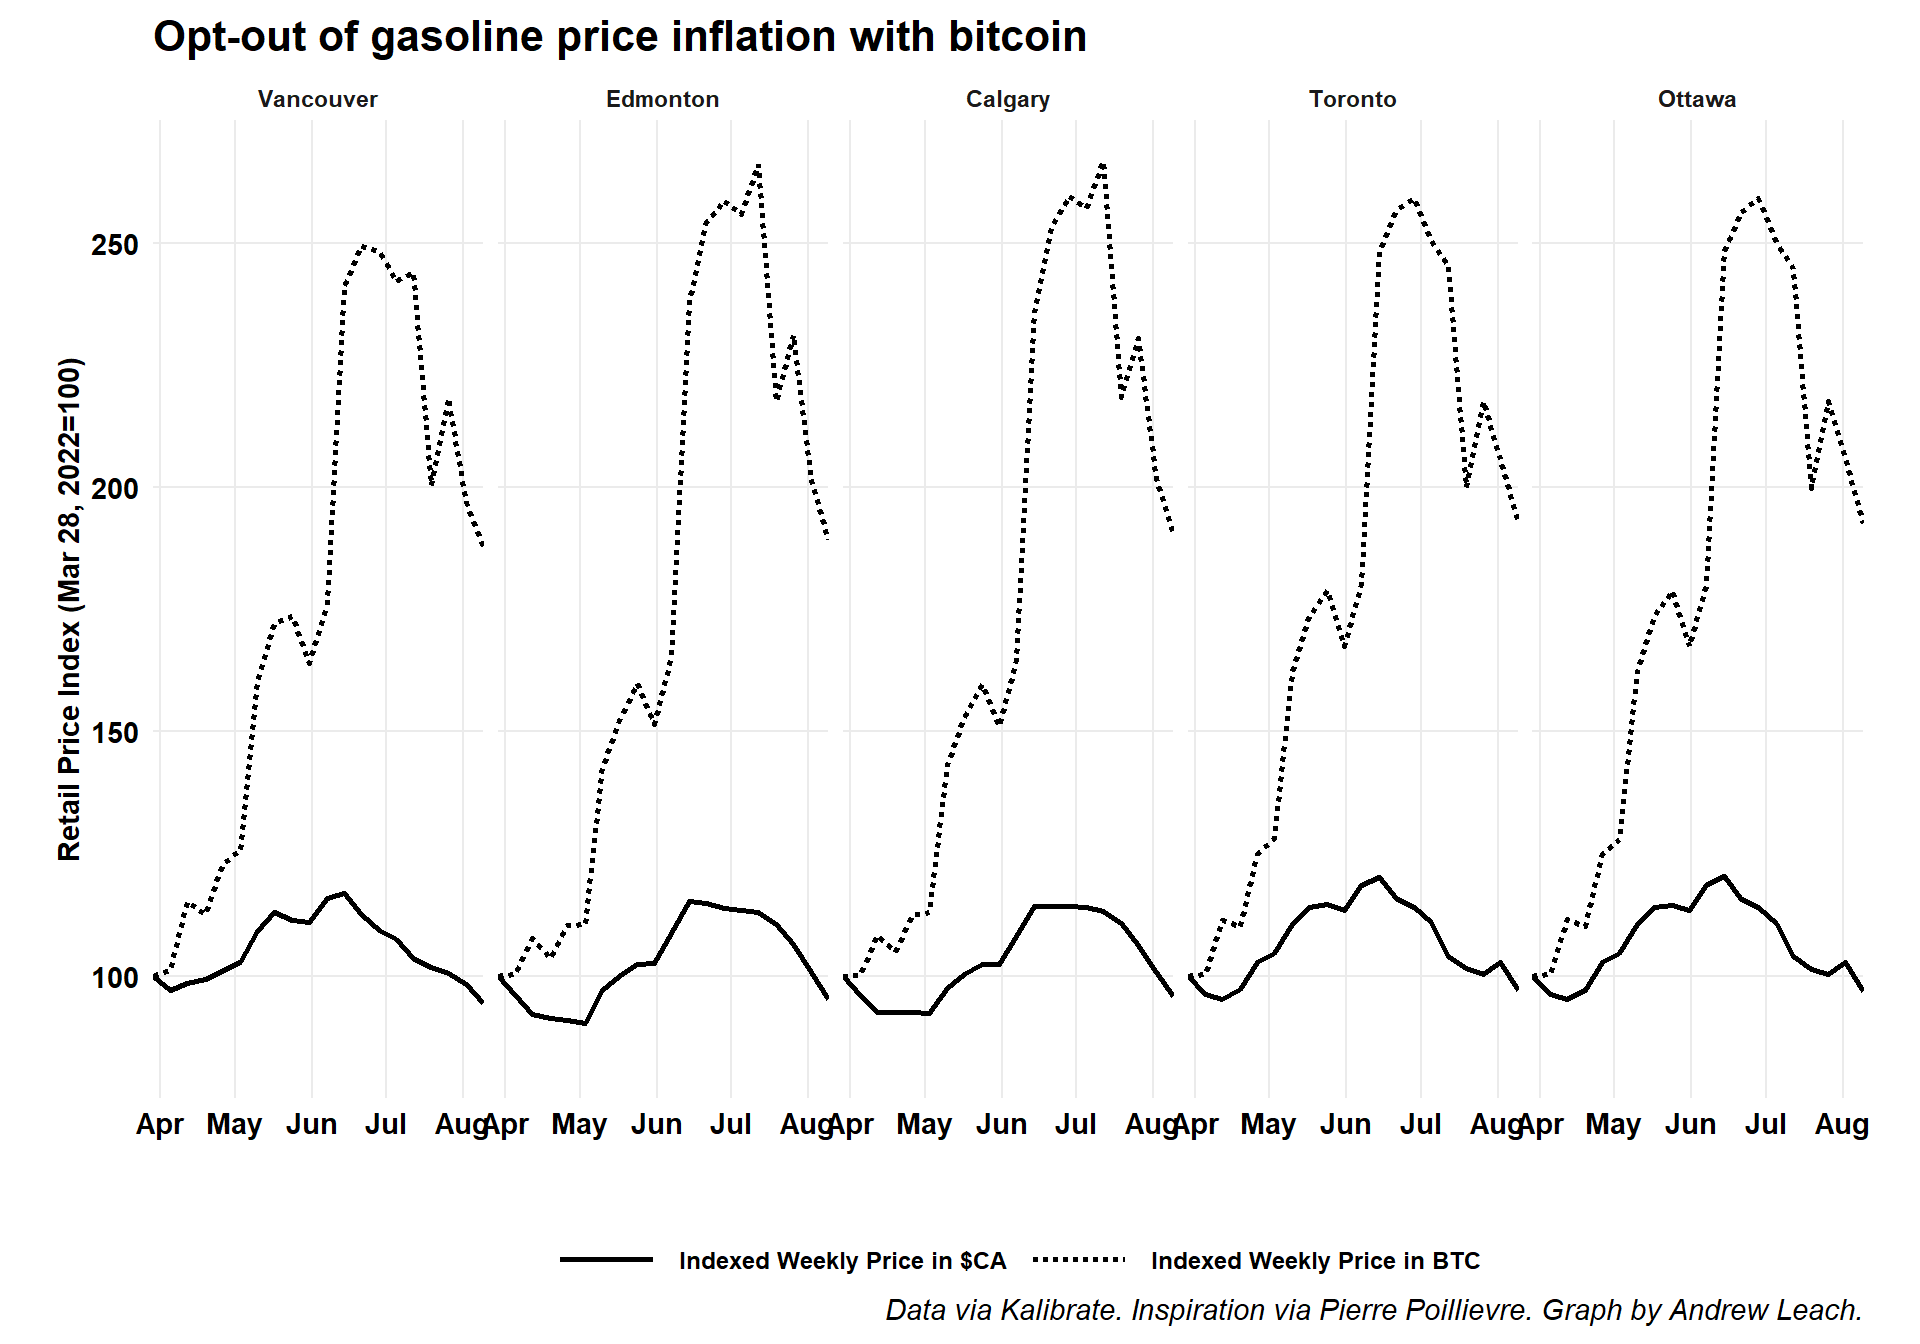 Opt-out of gasoline price inflation with bitcoin
Vancouver Edmonton Calgary Toronto Ottawa
Retail Price Index (Mar 28, 2022=100)
250
200
150
100
Apr May Jun Jul Aug Apr May Jun Jul Aug Apr May Jun Jul Aug Apr May Jun Jul Aug Apr May Jun Jul Aug
Indexed Weekly Price in $CA Indexed Weekly Price in BTC
Data via Kalibrate. Inspiration via Pierre Poillievre. Graph by Andrew Leach.